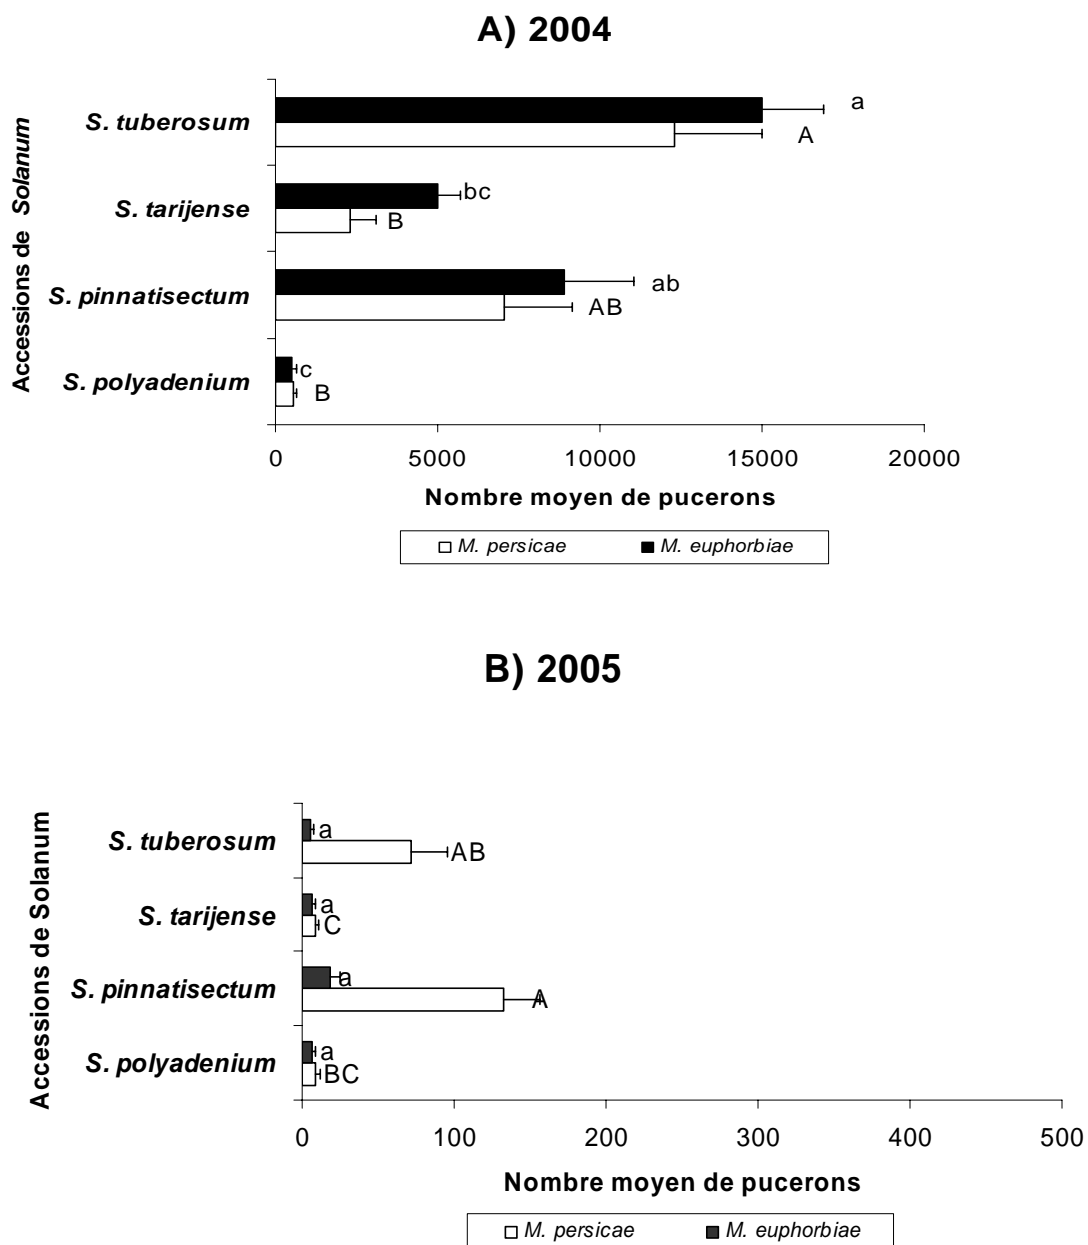 A) 2004
Accessions de Solanum
S. tuberosum
a
A
S. tarijense
bc
B
S. pinnatisectum
ab
AB
S. polyadenium
c
B
0 5000 10000 15000 20000
Nombre moyen de pucerons
M. persicae M. euphorbiae
B) 2005
Accessions de Solanum
S. tuberosum
a
AB
S. tarijense
a
C
S. pinnatisectum
a
A
S. polyadenium
a
BC
0 100 200 300 400 500
Nombre moyen de pucerons
M. persicae M. euphorbiae